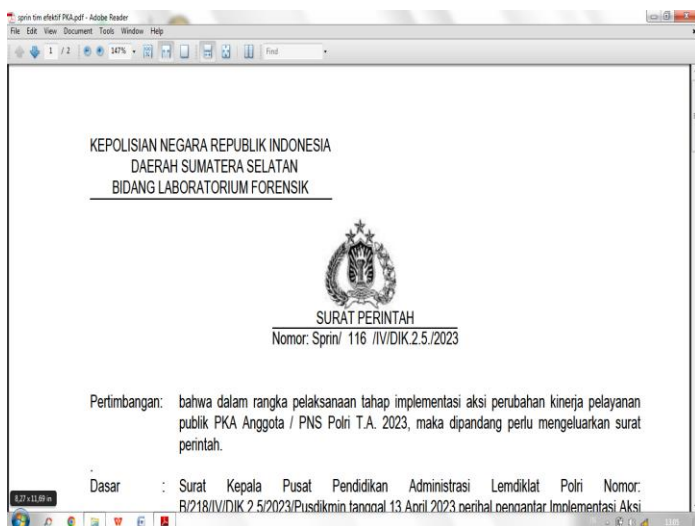 sprin tim efektif PKA.pdf - Adobe Reader
File Edit View Document Tools Window Help
1 / 2 147% Find
KEPOLISIAN NEGARA REPUBLIK INDONESIA
DAERAH SUMATERA SELATAN
BIDANG LABORATORIUM FORENSIK
SURAT PERINTAH
Nomor: Sprin/ 116 /IV/DIK.2.5./2023
Pertimbangan: bahwa dalam rangka pelaksanaan tahap implementasi aksi perubahan kinerja pelayanan
publik PKA Anggota / PNS Polri T.A. 2023, maka dipandang perlu mengeluarkan surat
perintah.
.
Dasar : Surat Kepala Pusat Pendidikan Administrasi Lemdiklat Polri Nomor:
B/218/IV/DIK 2 5/2023/Pusdikmin tanggal 13 April 2023 perihal pengantar Implementasi Aksi
8,27 x 11,69 in
13:05